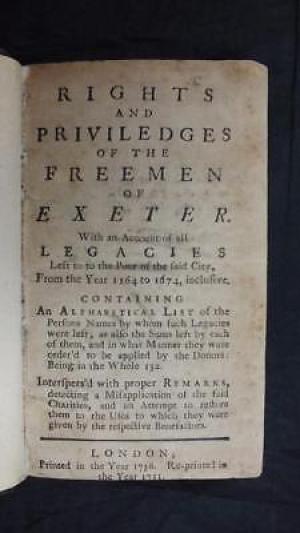 RIGHTS
AND
PRIVILEDGES
OF THE
FREEMEN
OF
EXETER.
With an Account of all
LEGACIES
Left to to the Poor of the said City,
From the Year 1564 to 1674, inclusive.
CONTAINING
An ALPHABETICAL LIST of the
Persons Names by whom such Legacies
were left, as also the Sums left by each
of them, and in what Manner they were
order'd to be applied by the Donors:
Being in the Whole 132.
Interspers'd with proper REMARKS,
detecting a Misapplication of the said
Charities, and an Attempt to restore
them to the Uses to which they were
given by the respective Benefactors.
LONDON,
Printed in the Year 1736. Re-printed in
the Year